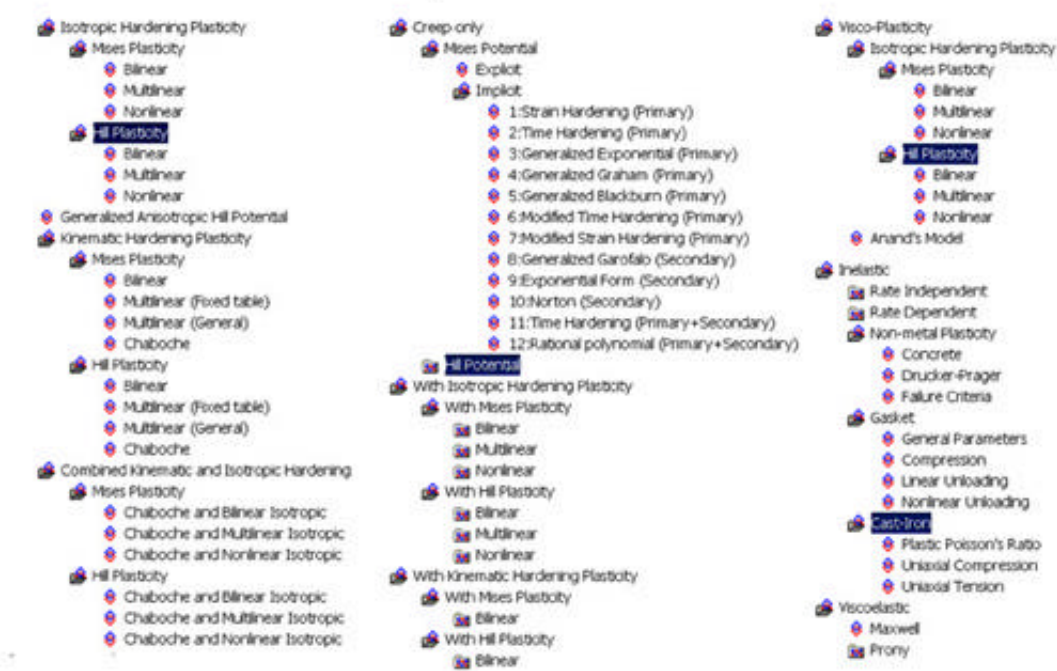 Isotropic Hardening Plasticity
Mises Plasticity
Bilinear
Multilinear
Nonlinear
Hill Plasticity
Bilinear
Multilinear
Nonlinear
Generalized Anisotropic Hill Potential
Kinematic Hardening Plasticity
Mises Plasticity
Bilinear
Multilinear (Fixed table)
Multilinear (General)
Chaboche
Hill Plasticity
Bilinear
Multilinear (Fixed table)
Multilinear (General)
Chaboche
Combined Kinematic and Isotropic Hardening
Mises Plasticity
Chaboche and Bilinear Isotropic
Chaboche and Multilinear Isotropic
Chaboche and Nonlinear Isotropic
Hill Plasticity
Chaboche and Bilinear Isotropic
Chaboche and Multilinear Isotropic
Chaboche and Nonlinear Isotropic
Creep only
Mises Potential
Explicit
Implicit
1:Strain Hardening (Primary)
2:Time Hardening (Primary)
3:Generalized Exponential (Primary)
4:Generalized Graham (Primary)
5:Generalized Blackburn (Primary)
6:Modified Time Hardening (Primary)
7:Modified Strain Hardening (Primary)
8:Generalized Garofalo (Secondary)
9:Exponential Form (Secondary)
10:Norton (Secondary)
11:Time Hardening (Primary+Secondary)
12:Rational polynomial (Primary+Secondary)
Hill Potential
With Isotropic Hardening Plasticity
With Mises Plasticity
Bilinear
Multilinear
Nonlinear
With Hill Plasticity
Bilinear
Multilinear
Nonlinear
With Kinematic Hardening Plasticity
With Mises Plasticity
Bilinear
With Hill Plasticity
Bilinear
Visco-Plasticity
Isotropic Hardening Plasticity
Mises Plasticity
Bilinear
Multilinear
Nonlinear
Hill Plasticity
Bilinear
Multilinear
Nonlinear
Anand's Model
Inelastic
Rate Independent
Rate Dependent
Non-metal Plasticity
Concrete
Drucker-Prager
Failure Criteria
Gasket
General Parameters
Compression
Linear Unloading
Nonlinear Unloading
Cast-Iron
Plastic Poisson's Ratio
Uniaxial Compression
Uniaxial Tension
Viscoelastic
Maxwell
Prony